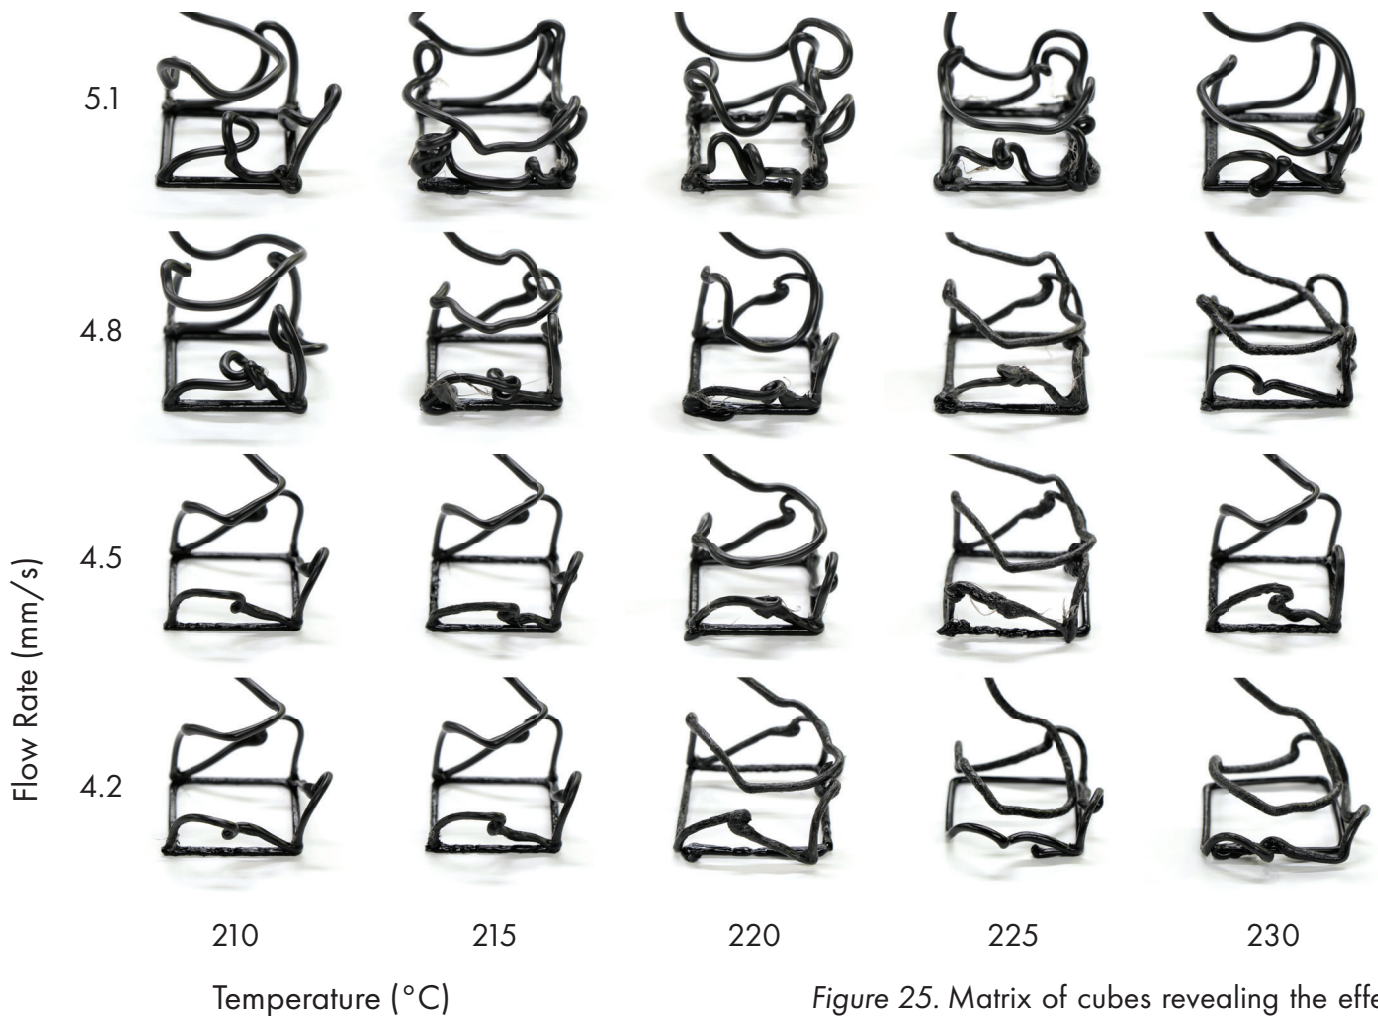 5.1
4.8
4.5
4.2
Flow Rate (mm/s)
210 215 220 225 230
Temperature (°C)
Figure 25. Matrix of cubes revealing the effe